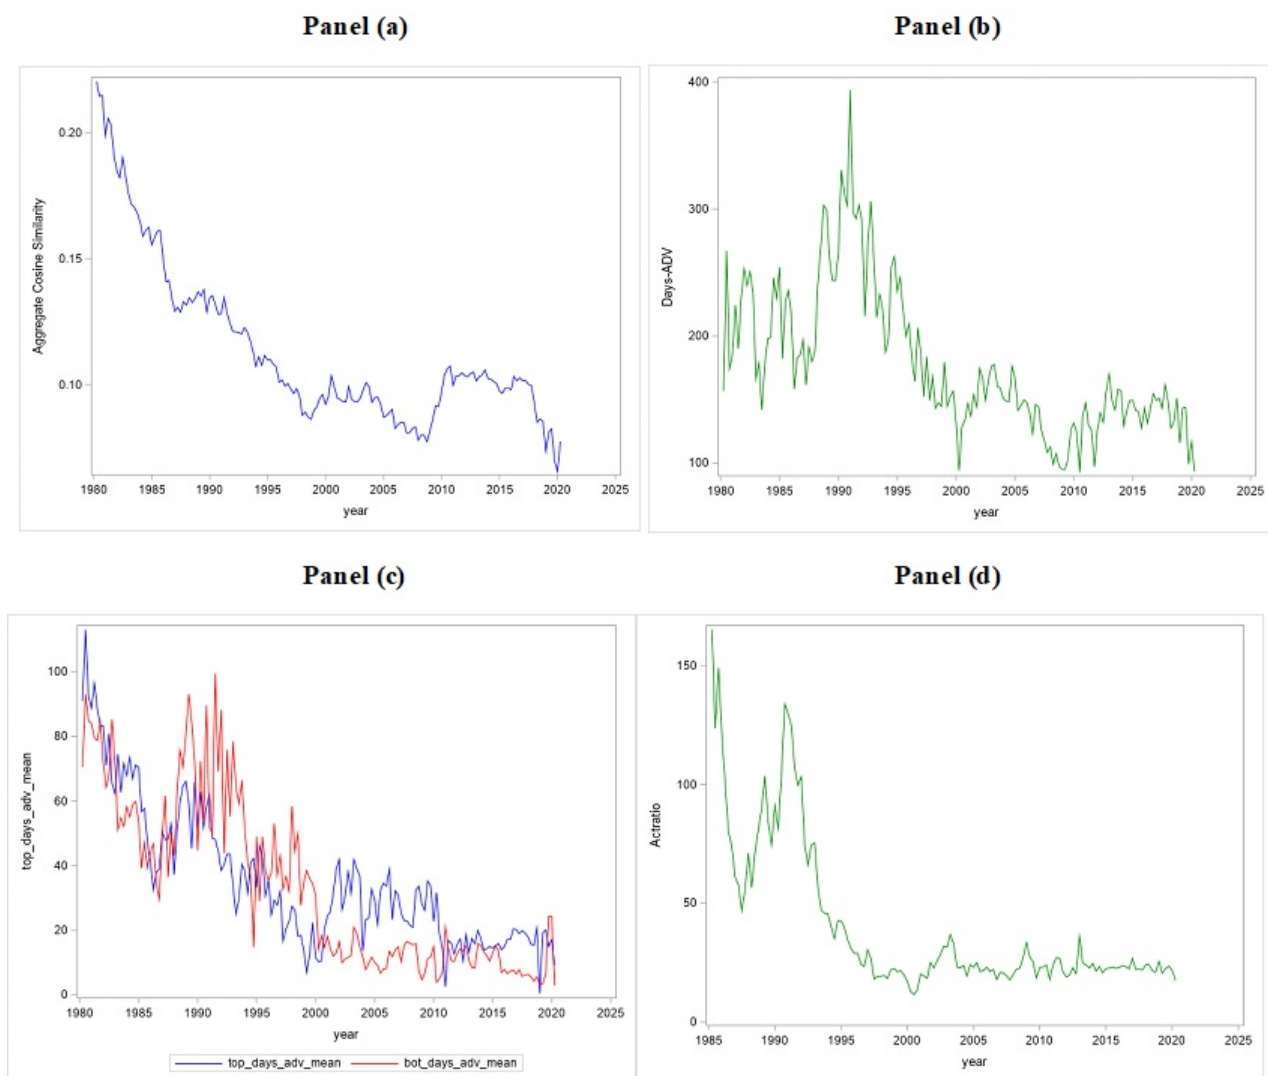 Panel (a)
Panel (b)
Aggregate Cosine Similarity
0.20
0.15
0.10
1980 1985 1990 1995 2000 2005 2010 2015 2020 2025
year
Days-ADV
400
300
200
100
1980 1985 1990 1995 2000 2005 2010 2015 2020 2025
year
Panel (c)
Panel (d)
top_days_adv_mean
100
80
60
40
20
0
1980 1985 1990 1995 2000 2005 2010 2015 2020 2025
year
top_days_adv_mean bot_days_adv_mean
Actratio
150
100
50
0
1985 1990 1995 2000 2005 2010 2015 2020 2025
year